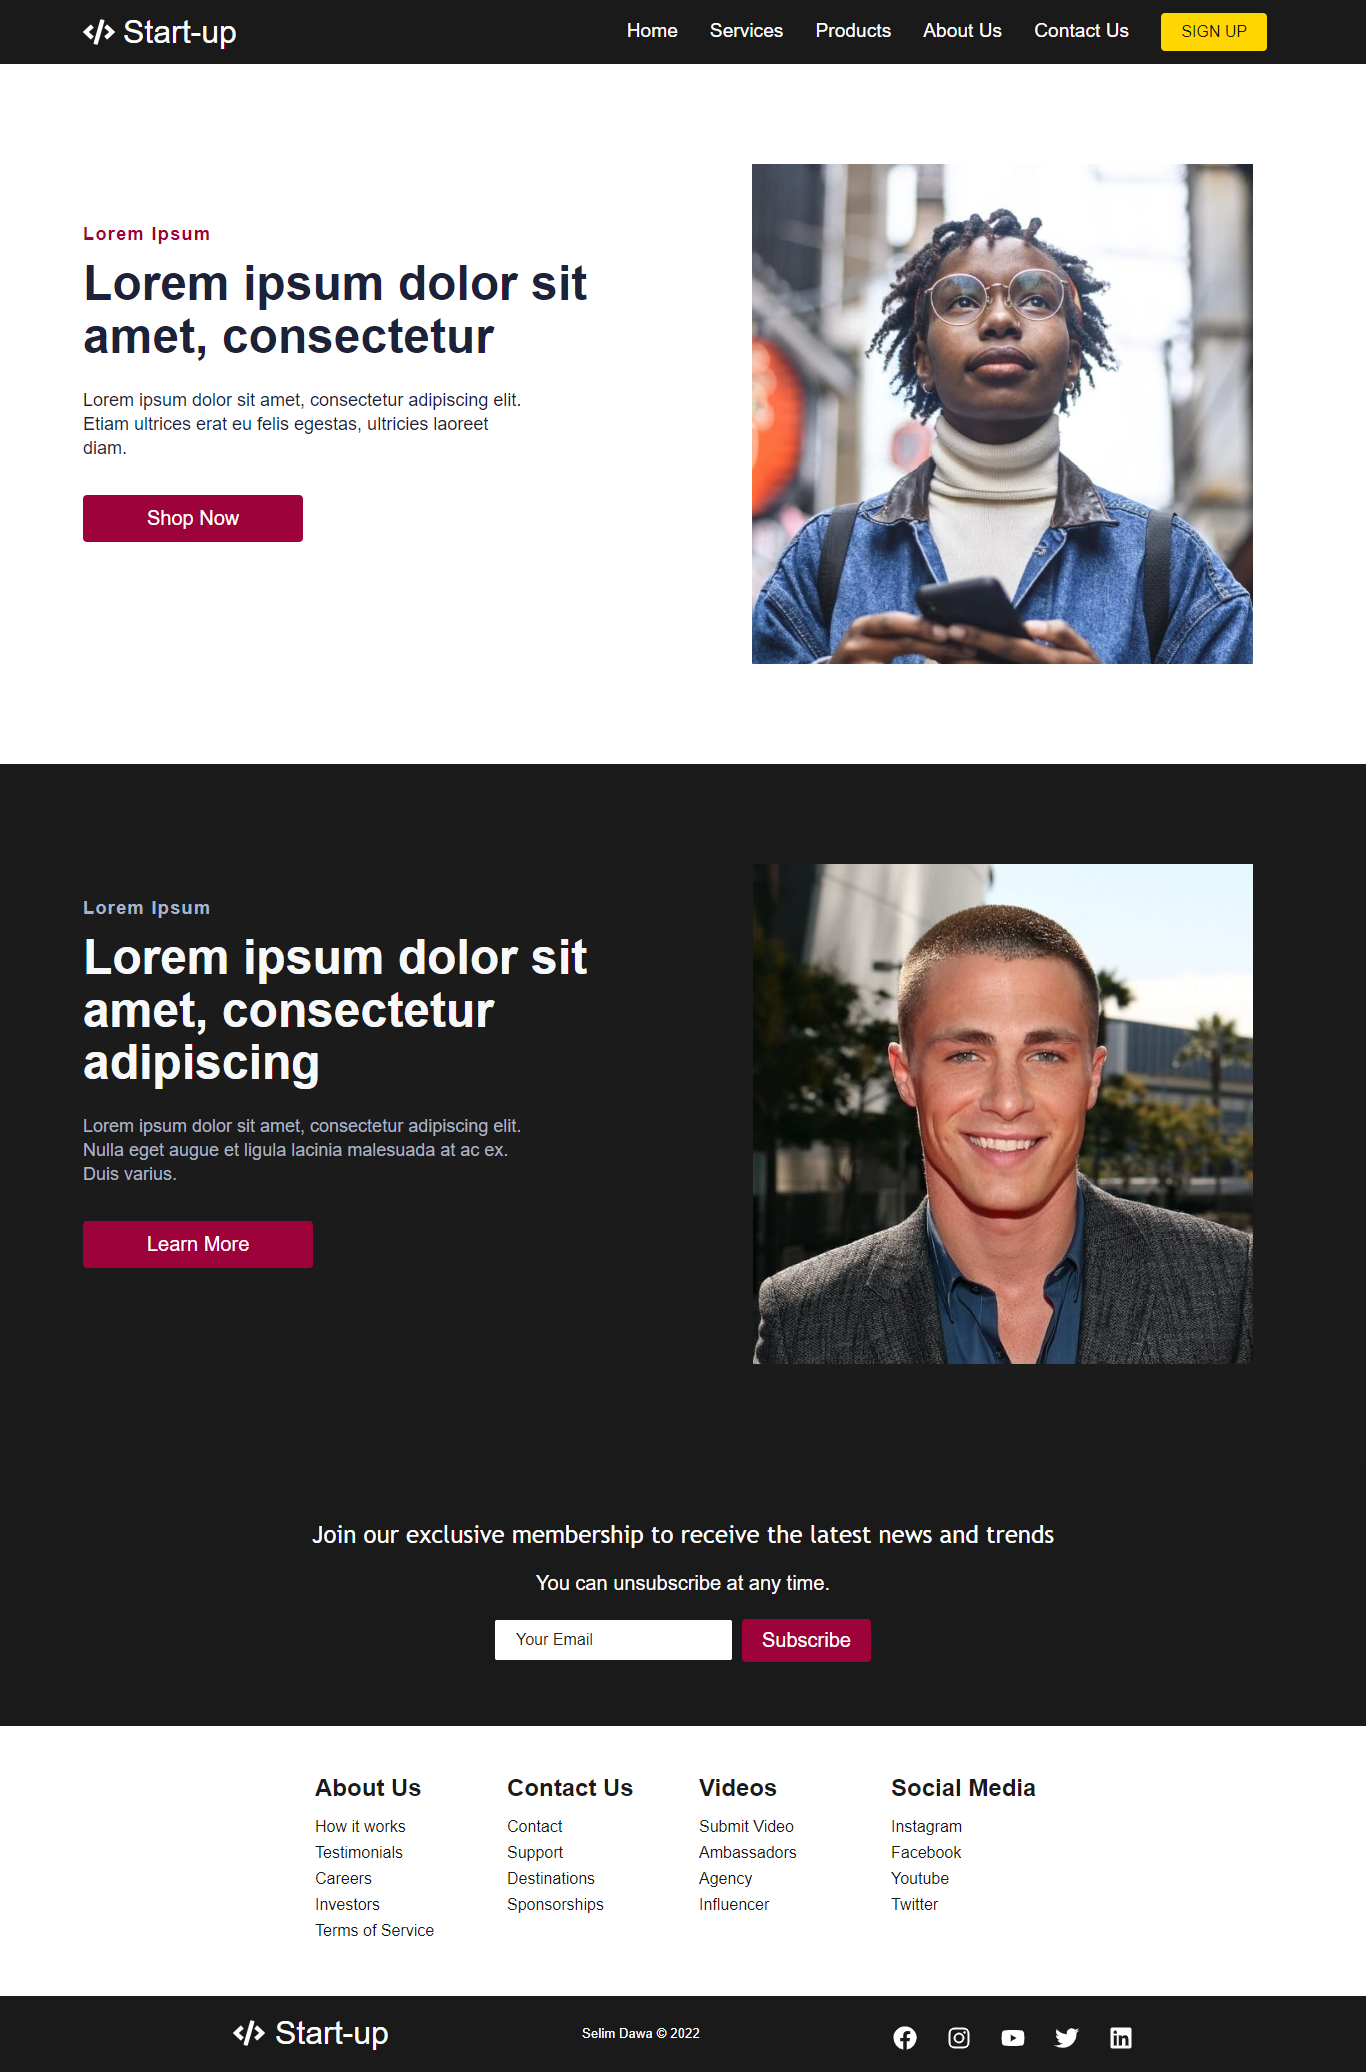 Start-up
Home Services Products About Us Contact Us SIGN UP
Lorem Ipsum
Lorem ipsum dolor sit
amet, consectetur
Lorem ipsum dolor sit amet, consectetur adipiscing elit.
Etiam ultrices erat eu felis egestas, ultricies laoreet
diam.
Shop Now
Lorem Ipsum
Lorem ipsum dolor sit
amet, consectetur
adipiscing
Lorem ipsum dolor sit amet, consectetur adipiscing elit.
Nulla eget augue et ligula lacinia malesuada at ac ex.
Duis varius.
Learn More
Join our exclusive membership to receive the latest news and trends
You can unsubscribe at any time.
Your Email Subscribe
About Us
How it works
Testimonials
Careers
Investors
Terms of Service
Contact Us
Contact
Support
Destinations
Sponsorships
Videos
Submit Video
Ambassadors
Agency
Influencer
Social Media
Instagram
Facebook
Youtube
Twitter
Start-up
Selim Dawa © 2022